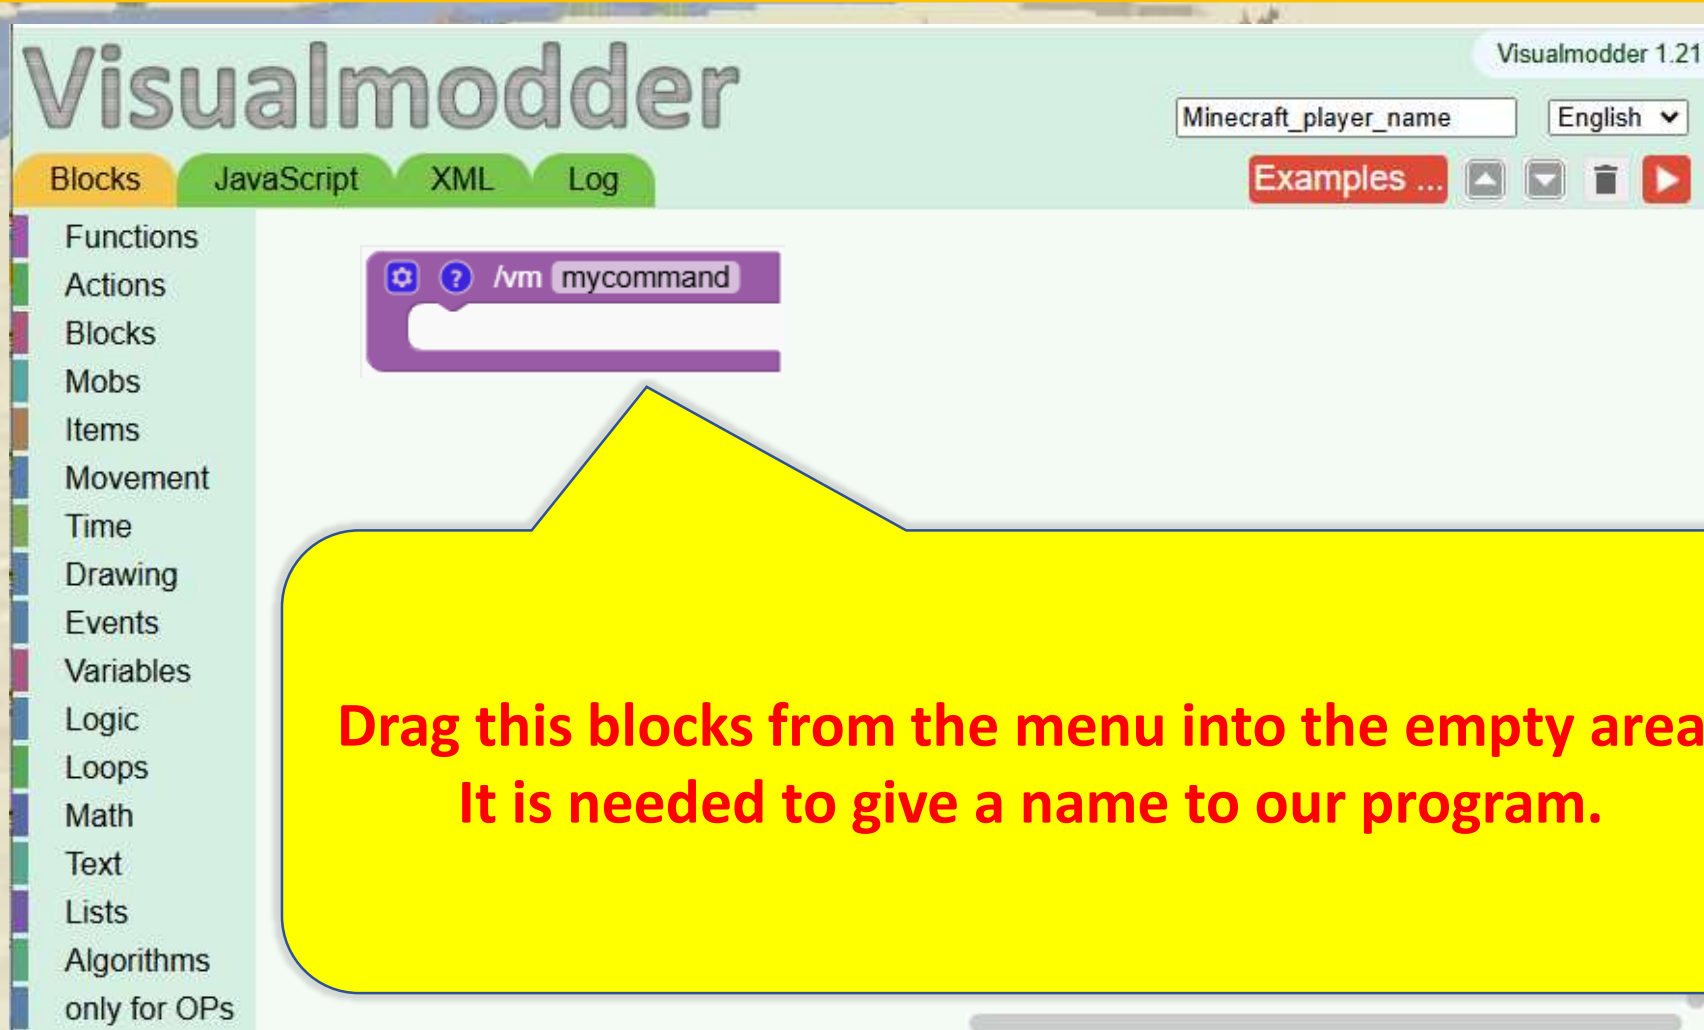 Visualmodder
Visualmodder 1.21
Minecraft_player_name
English
Blocks JavaScript XML Log
Examples ...
Functions
Actions
Blocks
Mobs
Items
Movement
Time
Drawing
Events
Variables
Logic
Loops
Math
Text
Lists
Algorithms
only for OPs
? /vm mycommand
Drag this blocks from the menu into the empty area
It is needed to give a name to our program.